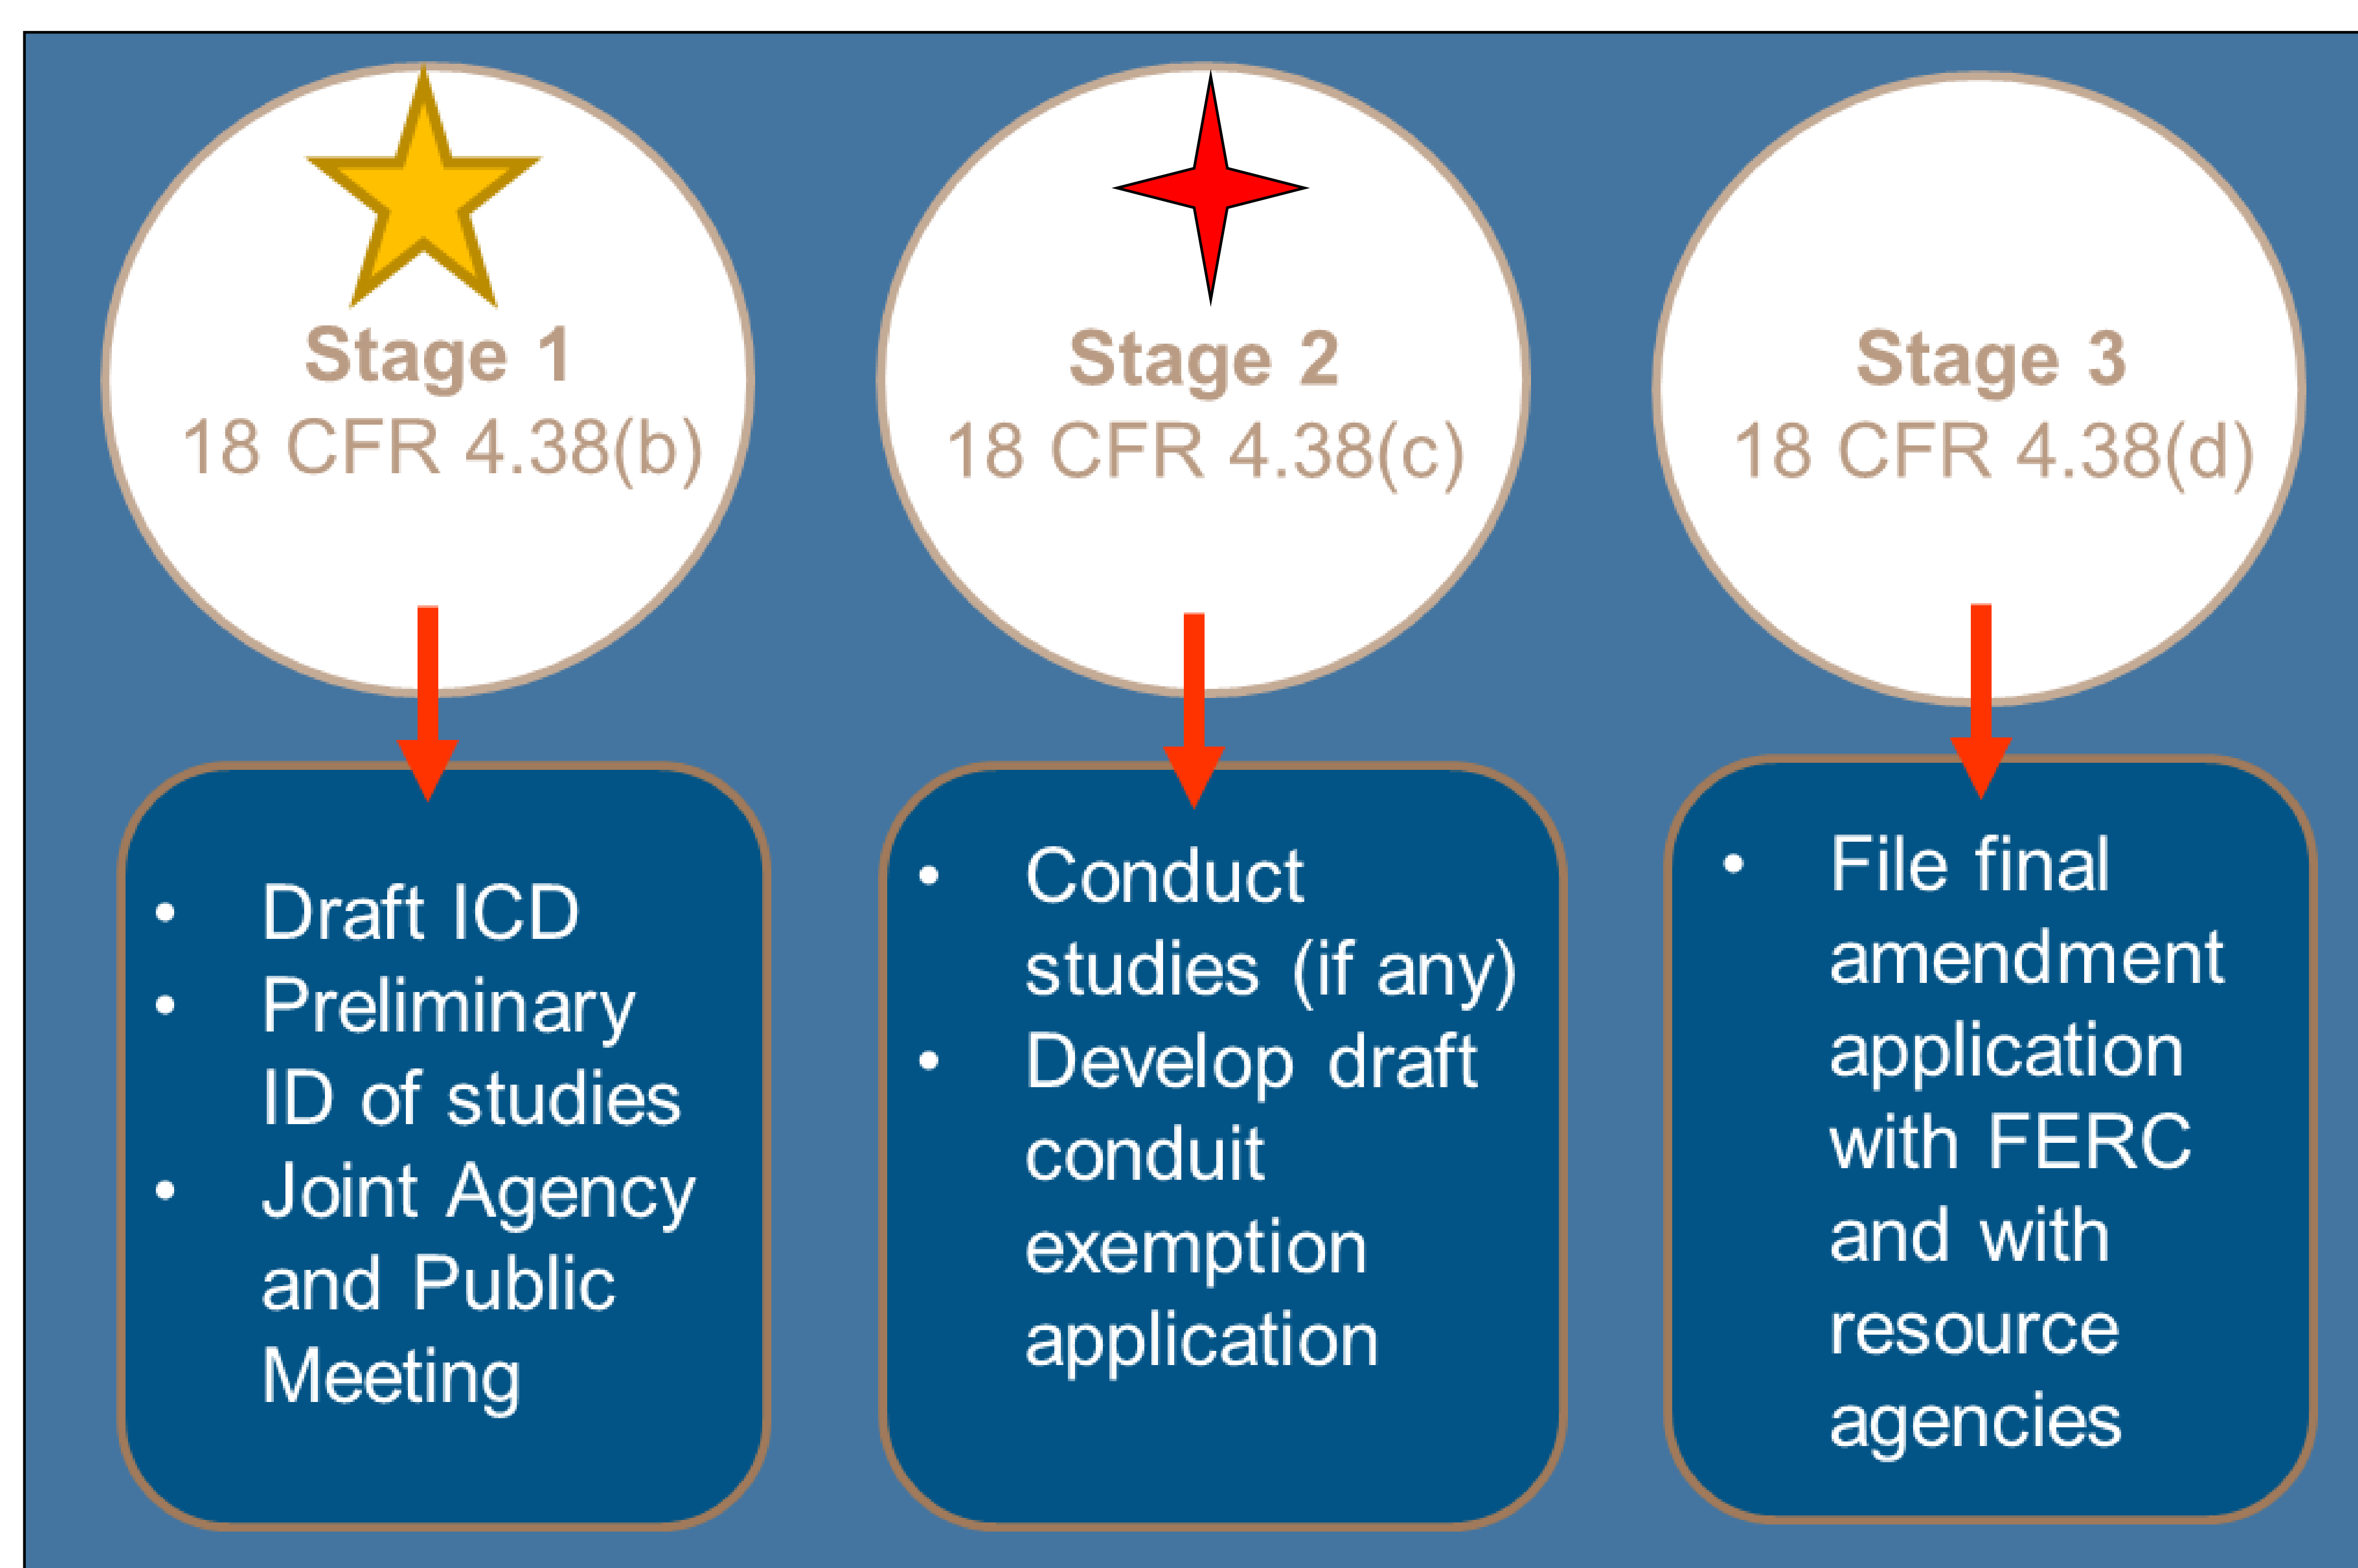 Stage 1
18 CFR 4.38(b)
• Draft ICD
• Preliminary
ID of studies
• Joint Agency
and Public
Meeting
Stage 2
18 CFR 4.38(c)
• Conduct
studies (if any)
• Develop draft
conduit
exemption
application
Stage 3
18 CFR 4.38(d)
• File final
amendment
application
with FERC
and with
resource
agencies